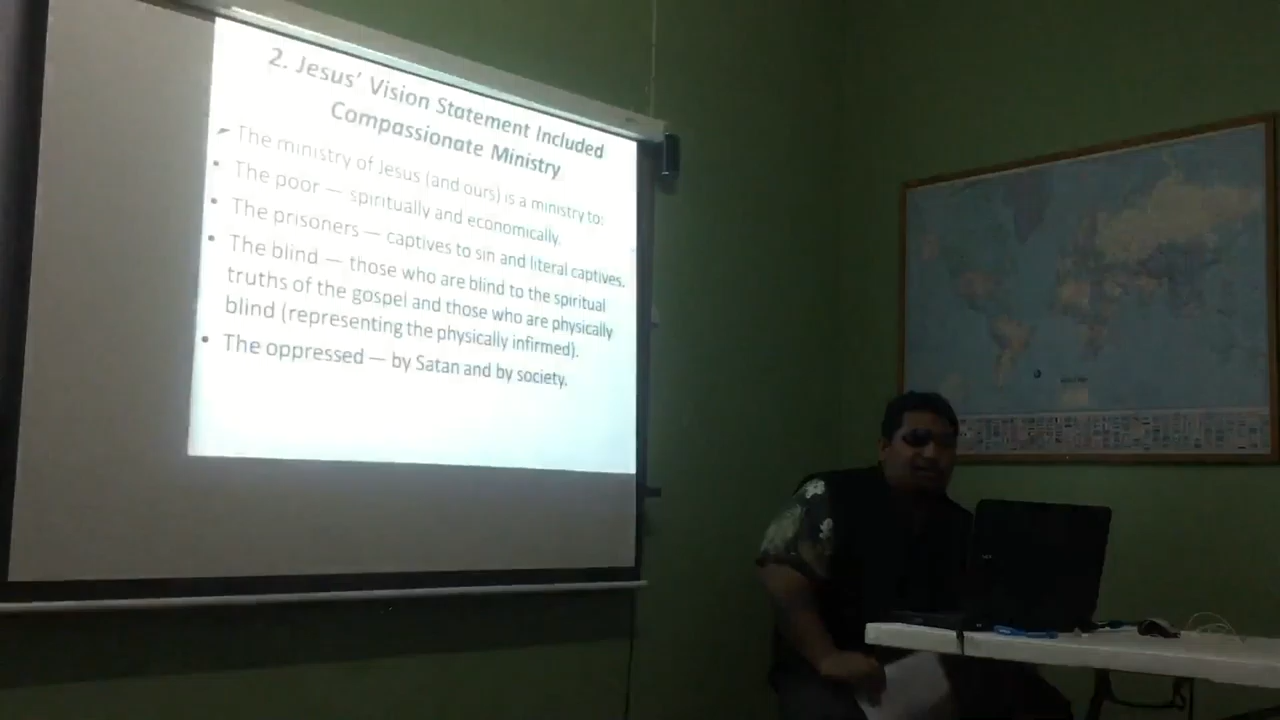 2. Jesus' Vision Statement Included
Compassionate Ministry
The ministry of Jesus (and ours) is a ministry to:
• The poor — spiritually and economically.
• The prisoners — captives to sin and literal captives.
• The blind — those who are blind to the spiritual
truths of the gospel and those who are physically
blind (representing the physically infirmed).
• The oppressed — by Satan and by society.